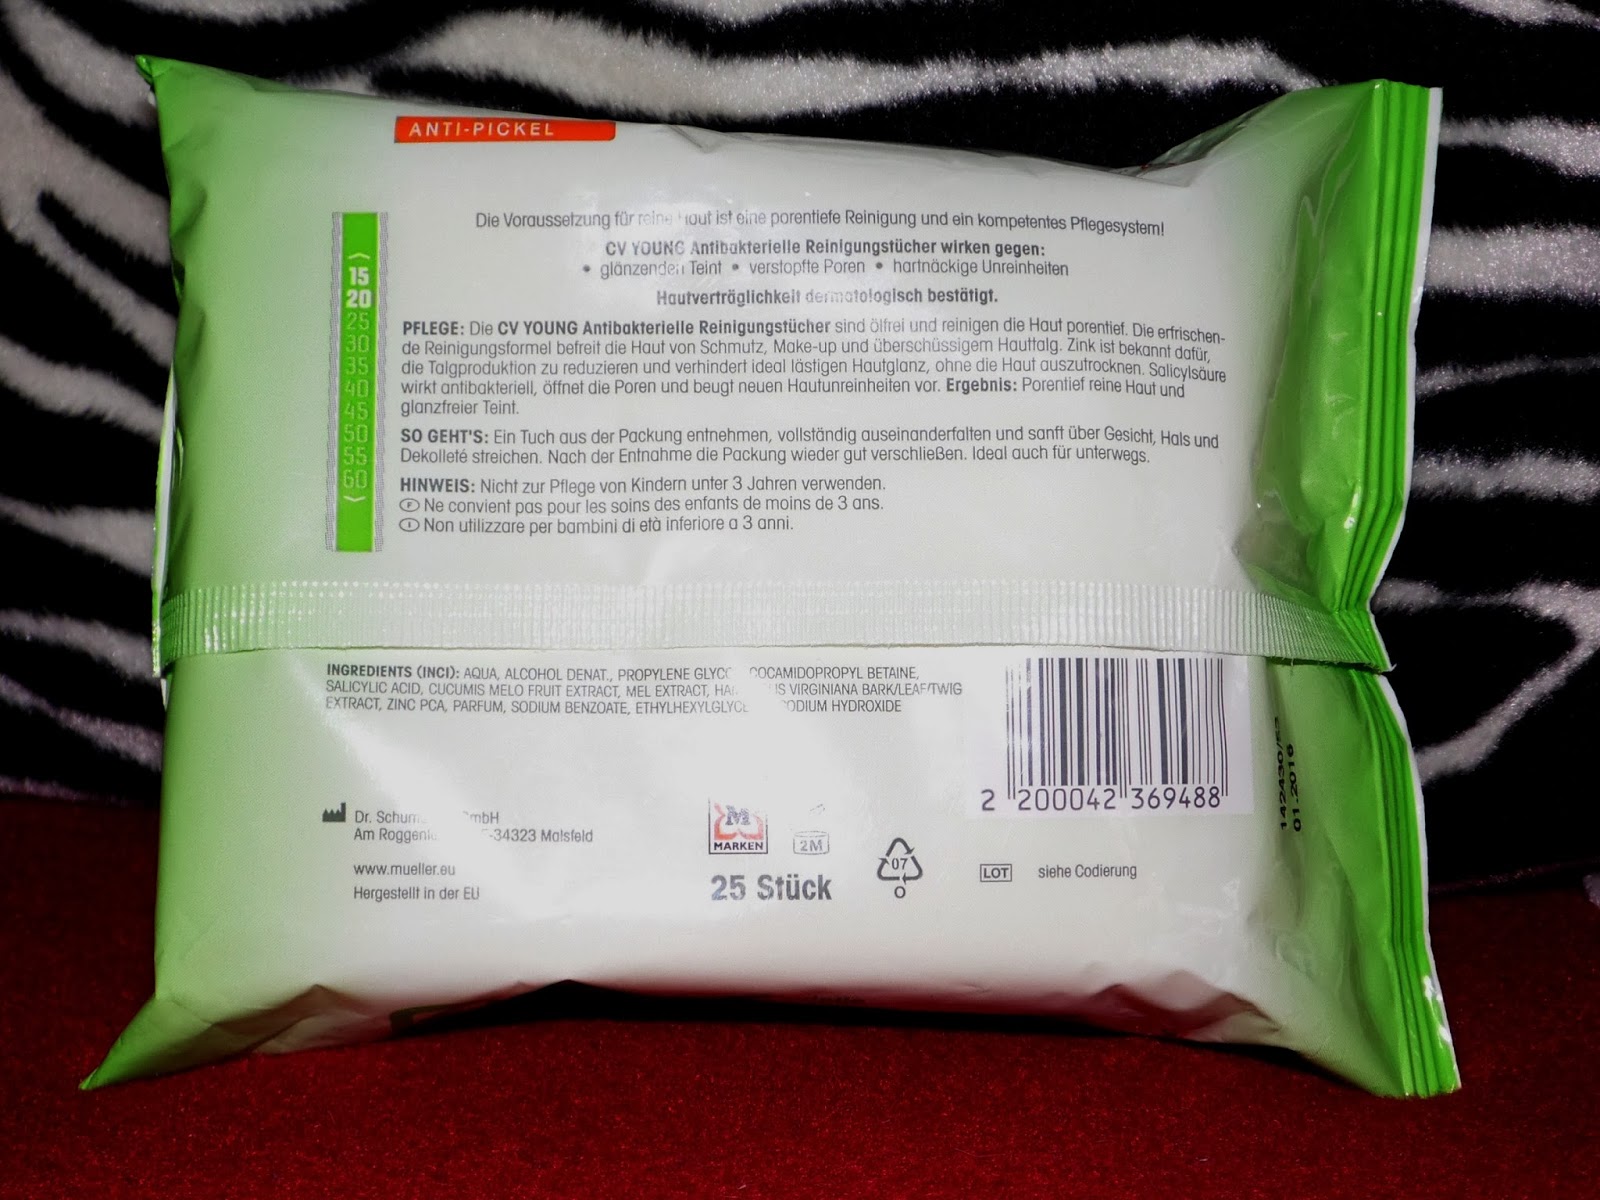 ANTI-PICKEL
Die Voraussetzung für reine Haut ist eine porentiefe Reinigung und ein kompetentes Pflegesystem!
CV YOUNG Antibakterielle Reinigungstücher wirken gegen:
• glänzenden Teint • verstopfte Poren • hartnäckige Unreinheiten
Hautverträglichkeit dermatologisch bestätigt.
15
20
25
30
35
40
45
50
55
60
PFLEGE: Die CV YOUNG Antibakterielle Reinigungstücher sind ölfrei und reinigen die Haut porentief. Die erfrischen-
de Reinigungsformel befreit die Haut von Schmutz, Make-up und überschüssigem Hauttalg. Zink ist bekannt dafür,
die Talgproduktion zu reduzieren und verhindert ideal lästigen Hautglanz, ohne die Haut auszutrocknen. Salicylsäure
wirkt antibakteriell, öffnet die Poren und beugt neuen Hautunreinheiten vor. Ergebnis: Porentief reine Haut und
glanzfreier Teint.
SO GEHT'S: Ein Tuch aus der Packung entnehmen, vollständig auseinanderfalten und sanft über Gesicht, Hals und
Dekolleté streichen. Nach der Entnahme die Packung wieder gut verschließen. Ideal auch für unterwegs.
HINWEIS: Nicht zur Pflege von Kindern unter 3 Jahren verwenden.
F Ne convient pas pour les soins des enfants de moins de 3 ans.
I Non utilizzare per bambini di età inferiore a 3 anni.
INGREDIENTS (INCI): AQUA, ALCOHOL DENAT., PROPYLENE COCAMIDOPROPYL BETAINE,
SALICYLIC ACID, CUCUMIS MELO FRUIT EXTRACT, MEL EXTRACT, VIRGINIANA BARK/LEAF/TWIG
EXTRACT, ZINC PCA, PARFUM, SODIUM BENZOATE, SODIUM HYDROXIDE
2 200042 369488
142430/53
01.2016
Dr. GmbH
Am 34323 Malsfeld
www.mueller.eu
Hergestellt in der EU
M
MARKEN
2M
25 Stück
07
O
LOT siehe Codierung